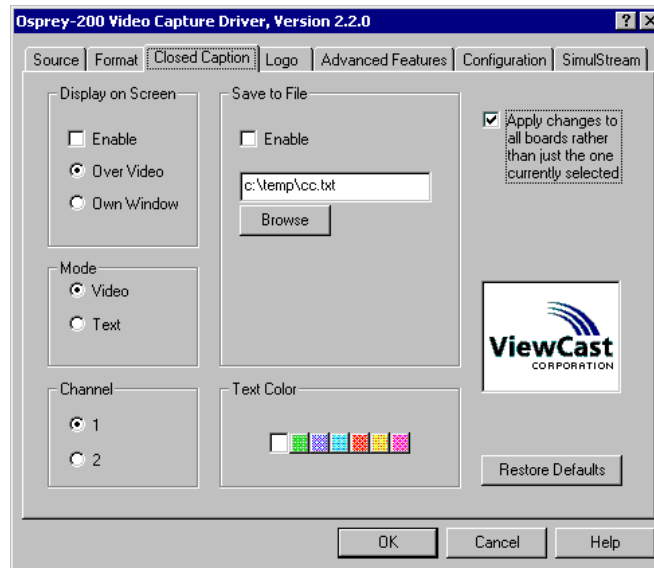 Osprey-200 Video Capture Driver, Version 2.2.0
Source
Format
Closed Caption
Logo
Advanced Features
Configuration
SimulStream
Display on Screen
Enable
Over Video
Own Window
Save to File
Enable
c:\temp\cc.txt
Browse
Apply changes to
all boards rather
than just the one
currently selected
Mode
Video
Text
ViewCast
CORPORATION
Channel
1
2
Text Color
Restore Defaults
OK
Cancel
Help